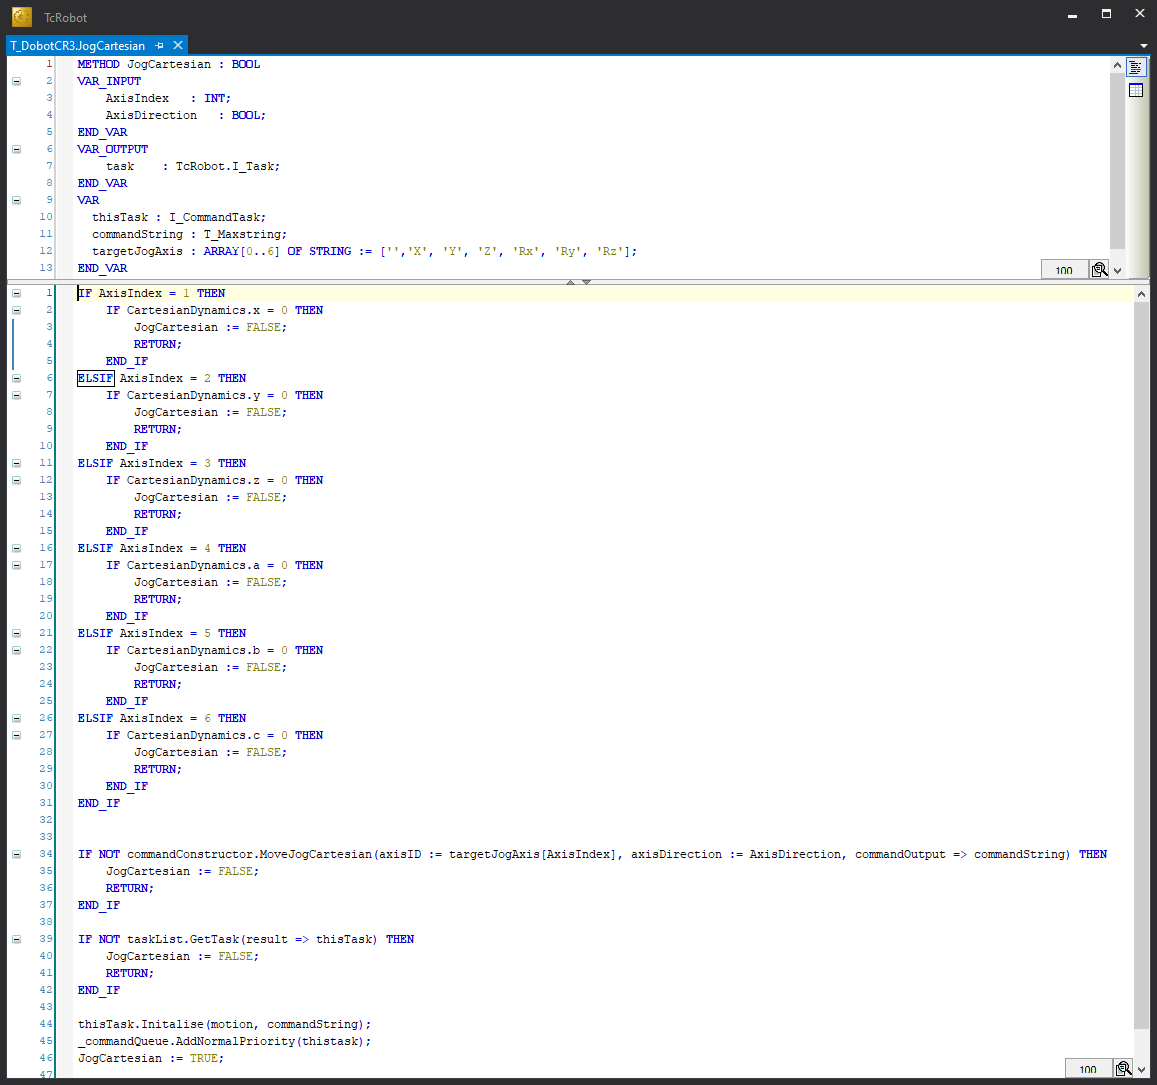 TcRobot
T_DobotCR3.JogCartesian
1 METHOD JogCartesian : BOOL
2 VAR_INPUT
3 AxisIndex : INT;
4 AxisDirection : BOOL;
5 END_VAR
6 VAR_OUTPUT
7 task : TcRobot.I_Task;
8 END_VAR
9 VAR
10 thisTask : I_CommandTask;
11 commandString : T_Maxstring;
12 targetJogAxis : ARRAY[0..6] OF STRING := ['','X', 'Y', 'Z', 'Rx', 'Ry', 'Rz'];
13 END_VAR
100
1 IF AxisIndex = 1 THEN
2 IF CartesianDynamics.x = 0 THEN
3 JogCartesian := FALSE;
4 RETURN;
5 END_IF
6 ELSIF AxisIndex = 2 THEN
7 IF CartesianDynamics.y = 0 THEN
8 JogCartesian := FALSE;
9 RETURN;
10 END_IF
11 ELSIF AxisIndex = 3 THEN
12 IF CartesianDynamics.z = 0 THEN
13 JogCartesian := FALSE;
14 RETURN;
15 END_IF
16 ELSIF AxisIndex = 4 THEN
17 IF CartesianDynamics.a = 0 THEN
18 JogCartesian := FALSE;
19 RETURN;
20 END_IF
21 ELSIF AxisIndex = 5 THEN
22 IF CartesianDynamics.b = 0 THEN
23 JogCartesian := FALSE;
24 RETURN;
25 END_IF
26 ELSIF AxisIndex = 6 THEN
27 IF CartesianDynamics.c = 0 THEN
28 JogCartesian := FALSE;
29 RETURN;
30 END_IF
31 END_IF
32
33
34 IF NOT commandConstructor.MoveJogCartesian(axisID := targetJogAxis[AxisIndex], axisDirection := AxisDirection, commandOutput => commandString) THEN
35 JogCartesian := FALSE;
36 RETURN;
37 END_IF
38
39 IF NOT taskList.GetTask(result => thisTask) THEN
40 JogCartesian := FALSE;
41 RETURN;
42 END_IF
43
44 thisTask.Initalise(motion, commandString);
45 _commandQueue.AddNormalPriority(thistask);
46 JogCartesian := TRUE;
47
100